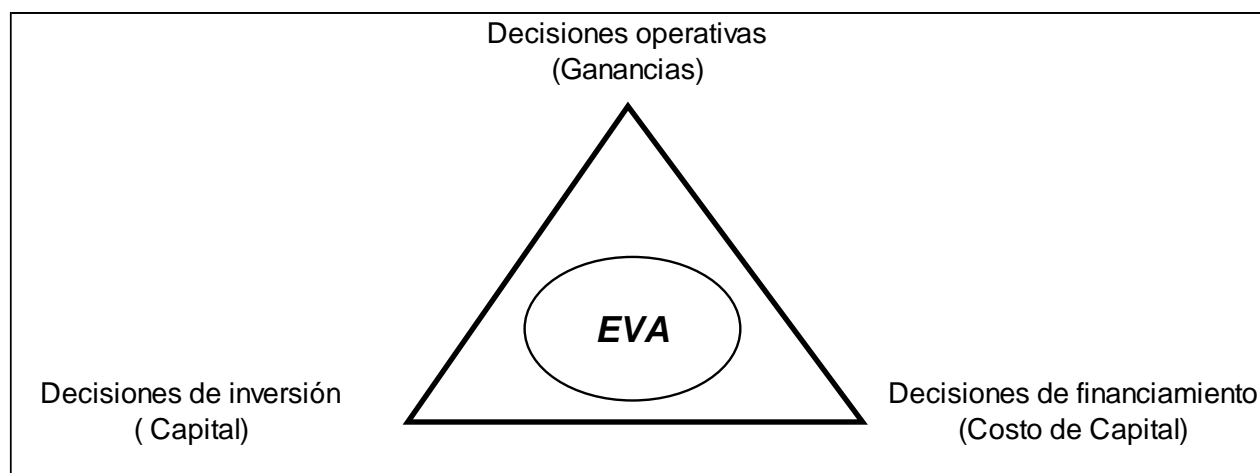 Decisiones operativas
(Ganancias)
EVA
Decisiones de inversión
( Capital)
Decisiones de financiamiento
(Costo de Capital)